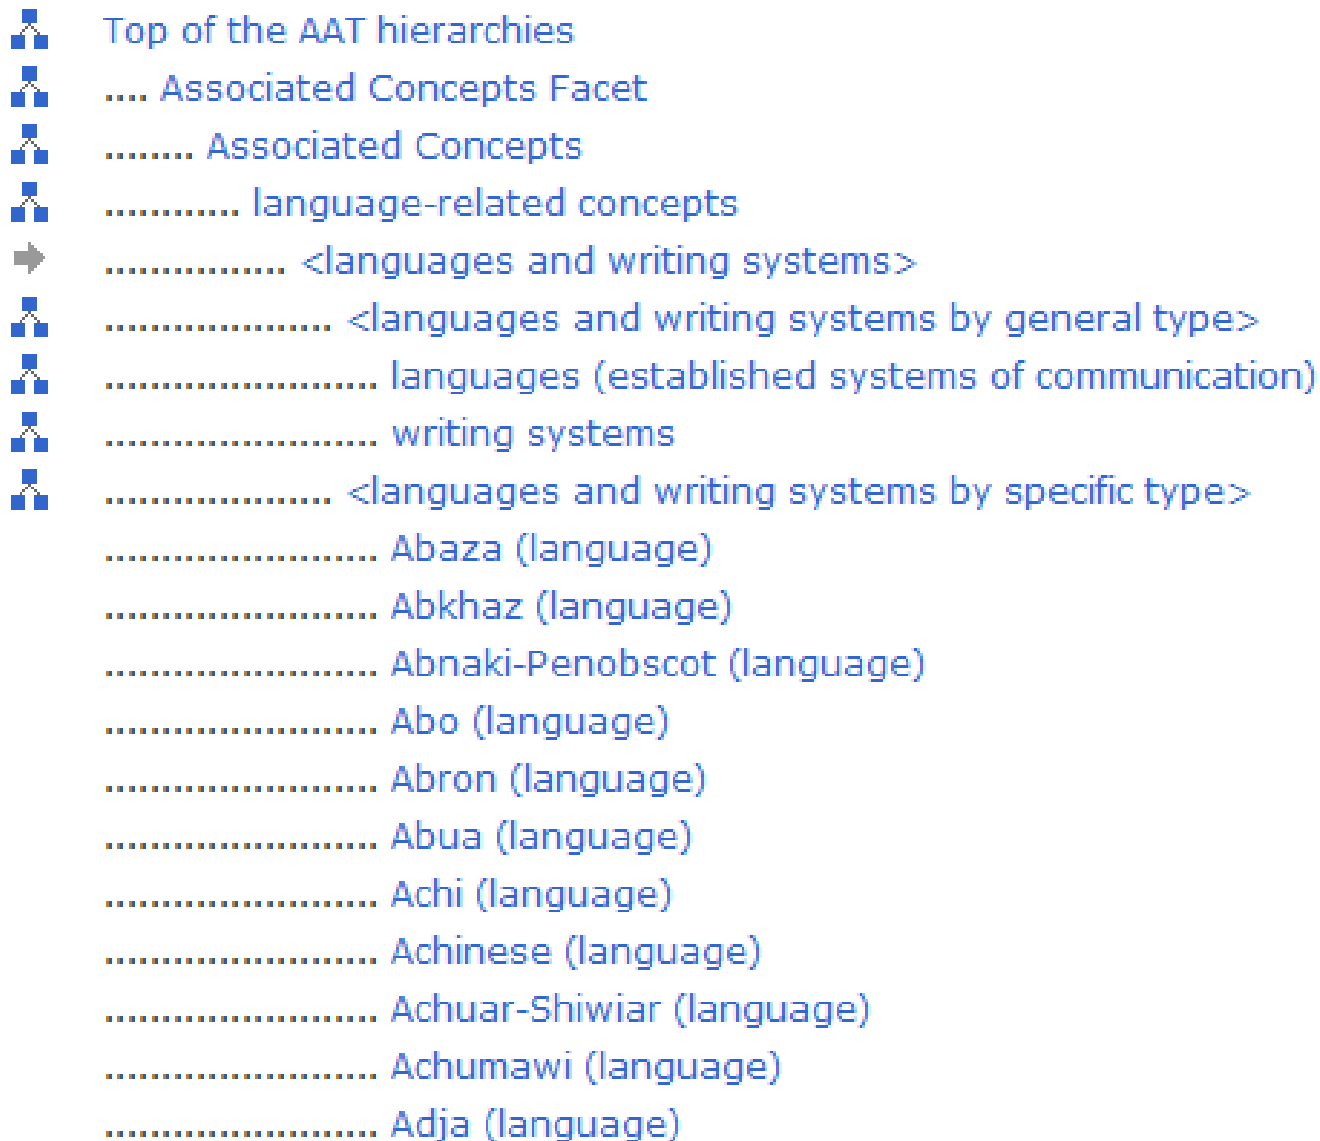 Top of the AAT hierarchies
.... Associated Concepts Facet
........ Associated Concepts
............ language-related concepts
................ <languages and writing systems>
.................... <languages and writing systems by general type>
........................ languages (established systems of communication)
........................ writing systems
.................... <languages and writing systems by specific type>
........................ Abaza (language)
........................ Abkhaz (language)
........................ Abnaki-Penobscot (language)
........................ Abo (language)
........................ Abron (language)
........................ Abua (language)
........................ Achi (language)
........................ Achinese (language)
........................ Achuar-Shiwiar (language)
........................ Achumawi (language)
........................ Adja (language)